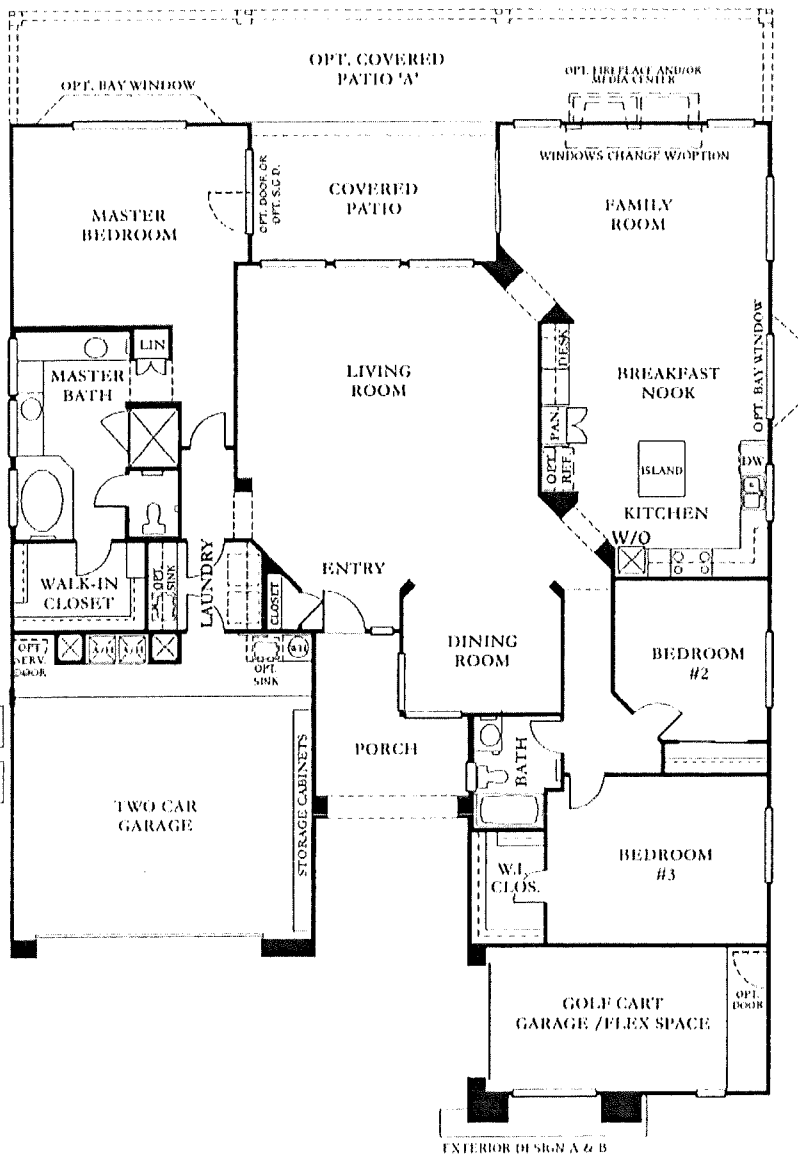 OPT. COVERED
PATIO 'A'
OPT. BAY WINDOW
OPT. FIREPLACE AND/OR
MEDIA CENTER
WINDOWS CHANGE W/OPTION
OPT. DOOR OR
OPT. S.G.D.
COVERED
PATIO
MASTER
BEDROOM
FAMILY
ROOM
LIN
MASTER
BATH
LIVING
ROOM
DESK
BREAKFAST
NOOK
OPT. BAY WINDOW
PAN.
OPT.
REF.
ISLAND
DW
KITCHEN
W/O
ENTRY
WALK-IN
CLOSET
OPT.
SINK
LAUNDRY
CLOSET
DINING
ROOM
BEDROOM
#2
OPT
SERV.
DOOR
OPT.
SINK
WH
PORCH
BATH
STORAGE CABINETS
TWO CAR
GARAGE
BEDROOM
#3
W.I.
CLOS.
GOLF CART
GARAGE /FLEX SPACE
OPT.
DOOR
EXTERIOR DESIGN A & B